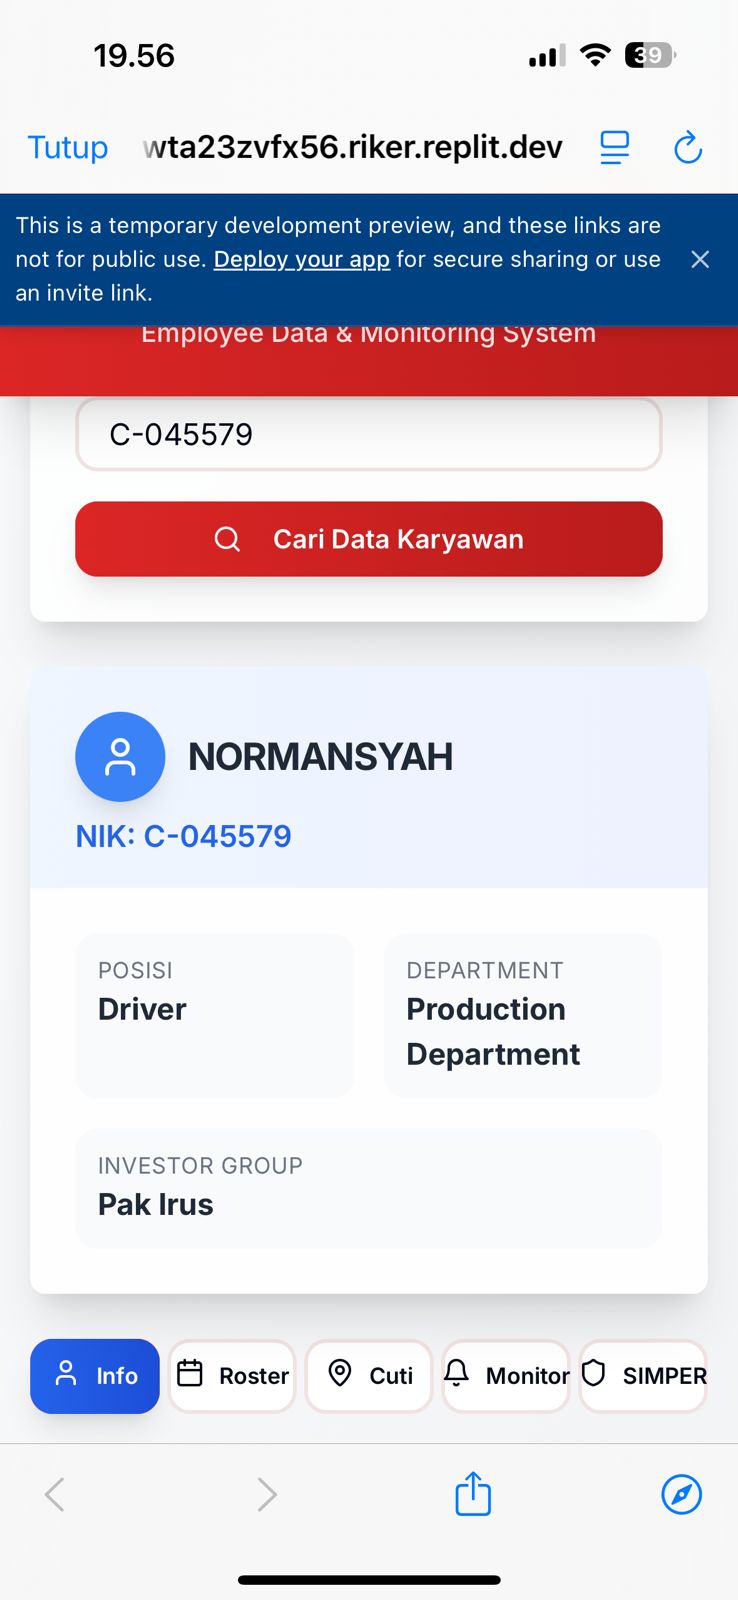 19.56
39
Tutup
wta23zvfx56.riker.replit.dev
This is a temporary development preview, and these links are
not for public use. Deploy your app for secure sharing or use
an invite link.
Employee Data & Monitoring System
C-045579
Cari Data Karyawan
NORMANSYAH
NIK: C-045579
POSISI
Driver
DEPARTMENT
Production
Department
INVESTOR GROUP
Pak Irus
Info
Roster
Cuti
Monitor
SIMPER